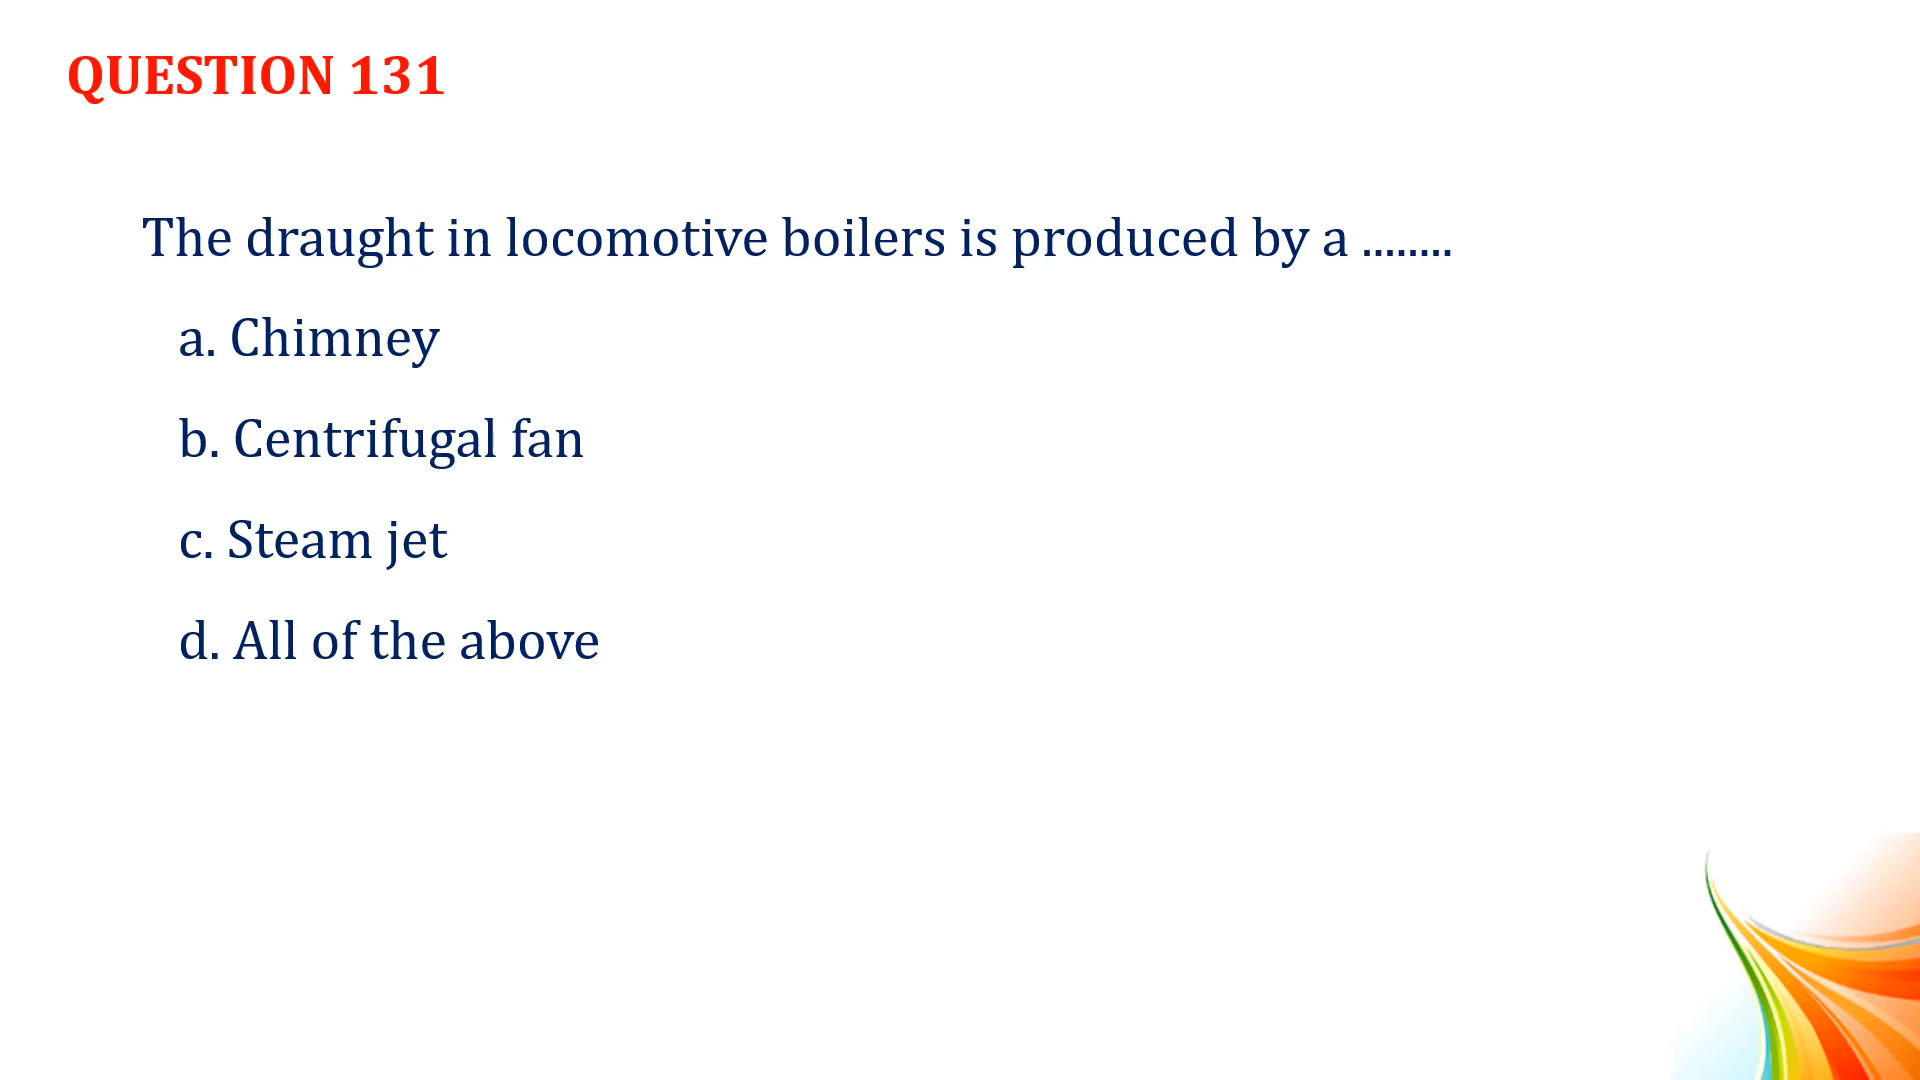 QUESTION 131
The draught in locomotive boilers is produced by a ........
a. Chimney
b. Centrifugal fan
c. Steam jet
d. All of the above